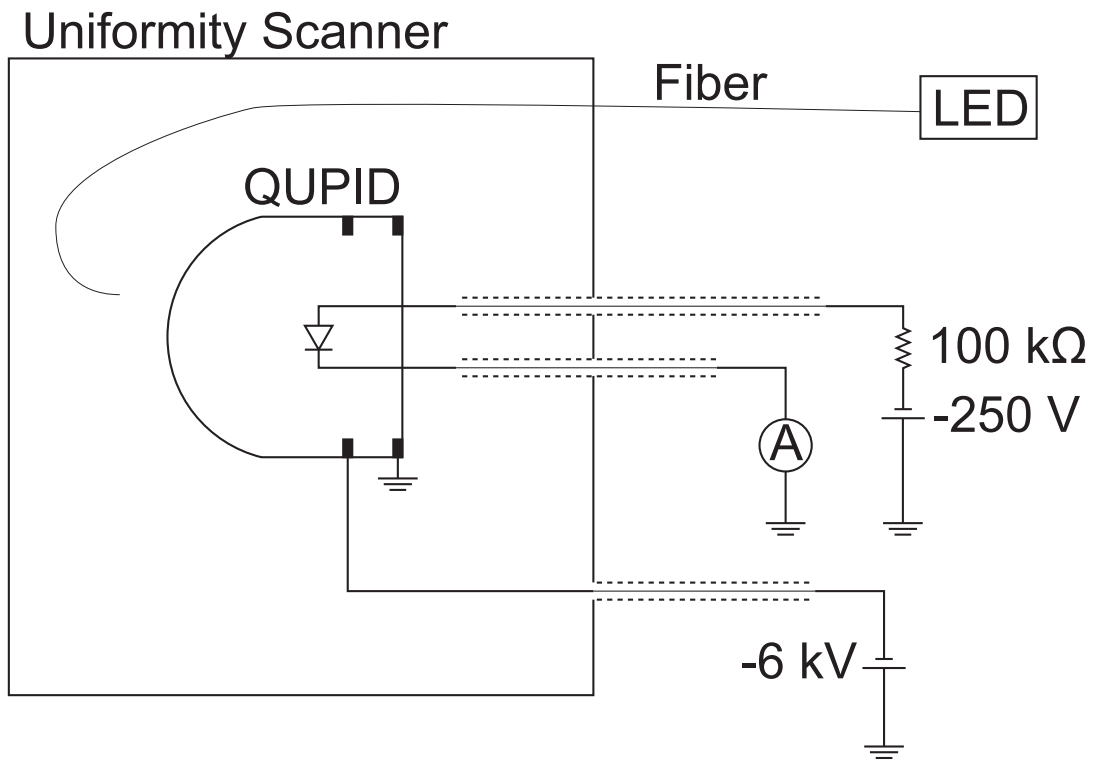 Uniformity Scanner
Fiber
LED
QUPID
100 kΩ
-250 V
A
-6 kV